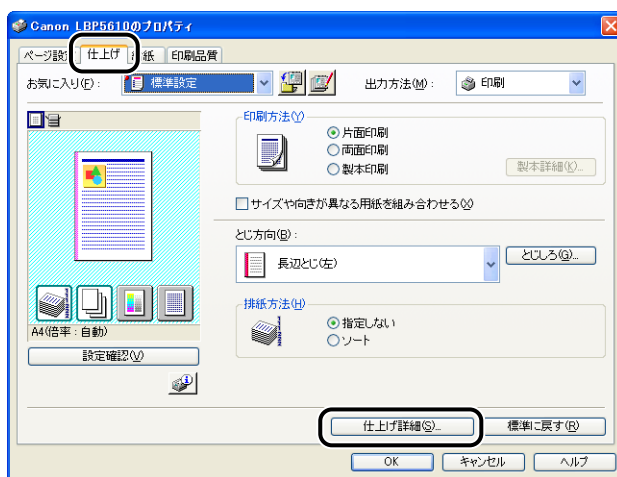 Canon LBP5610のプロパティ
ページ設 仕上げ 紙 印刷品質
お気に入り(F)： 標準設定 出力方法(M)： 印刷
印刷方法(Y)
片面印刷
両面印刷
製本印刷
製本詳細(K)...
サイズや向きが異なる用紙を組み合わせる(X)
とじ方向(B)：
長辺とじ(左)
とじしろ(G)...
A4(倍率：自動)
設定確認(V)
排紙方法(H)
指定しない
ソート
仕上げ詳細(S)... 標準に戻す(R)
OK キャンセル ヘルプ